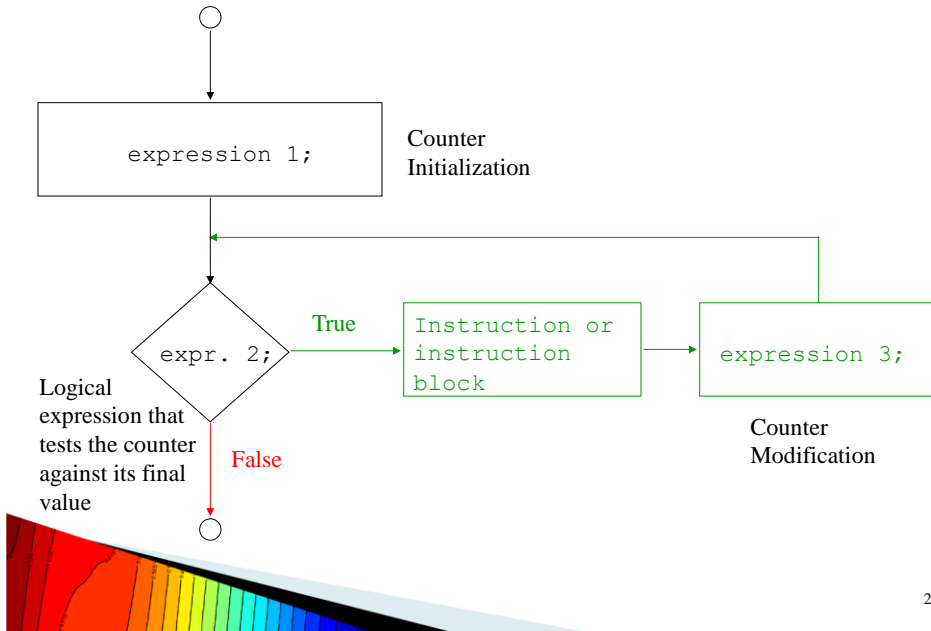 expression 1;
Counter
Initialization
True
expr. 2;
Instruction or
instruction
block
expression 3;
Logical
expression that
tests the counter
against its final
value
False
Counter
Modification
2